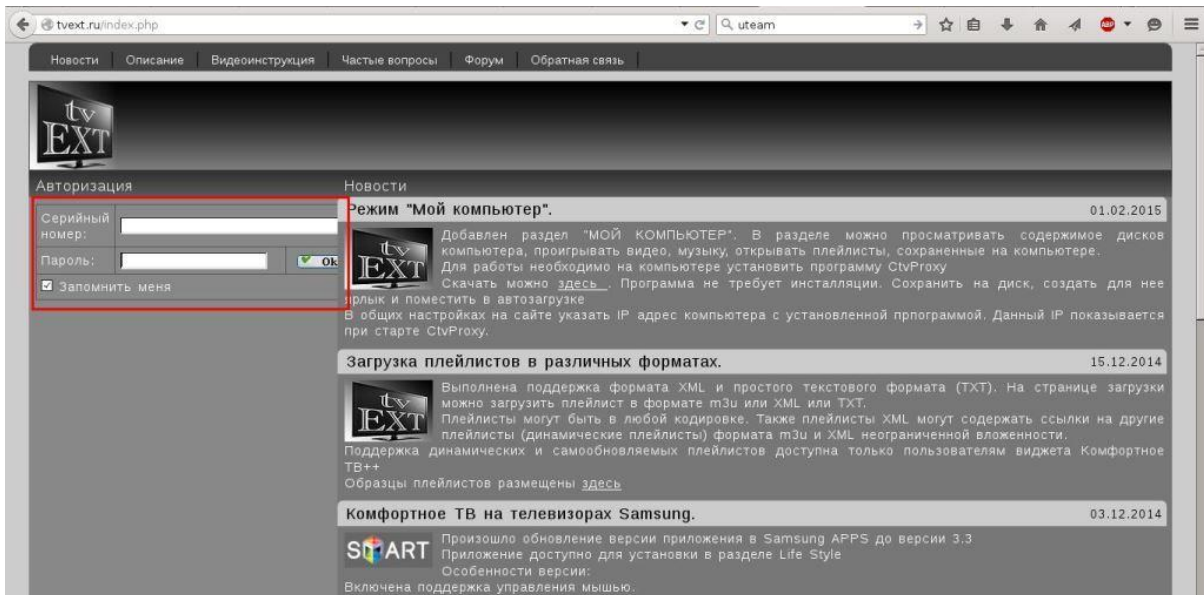 tvext.ru/index.php
uteam
ABP
Новости Описание Видеоинструкция Частые вопросы Форум Обратная связь
tv
EXT
Авторизация
Серийный
номер:
Пароль:
Ok
Запомнить меня
Новости
Режим "Мой компьютер".
01.02.2015
tv
EXT
Добавлен раздел "МОЙ КОМПЬЮТЕР". В разделе можно просматривать содержимое дисков
компьютера, проигрывать видео, музыку, открывать плейлисты, сохраненные на компьютере.
Для работы необходимо на компьютере установить программу CtvProxy
Скачать можно здесь . Программа не требует инсталляции. Сохранить на диск, создать для нее
ярлык и поместить в автозагрузке
В общих настройках на сайте указать IP адрес компьютера с установленной прпограммой. Данный IP показывается
при старте CtvProxy.
Загрузка плейлистов в различных форматах.
15.12.2014
tv
EXT
Выполнена поддержка формата XML и простого текстового формата (TXT). На странице загрузки
можно загрузить плейлист в формате m3u или XML или TXT.
Плейлисты могут быть в любой кодировке. Также плейлисты XML могут содержать ссылки на другие
плейлисты (динамические плейлисты) формата m3u и XML неограниченной вложенности.
Поддержка динамических и самообновляемых плейлистов доступна только пользователям виджета Комфортное
ТВ++
Образцы плейлистов размещены здесь
Комфортное ТВ на телевизорах Samsung.
03.12.2014
SMART
Произошло обновление версии приложения в Samsung APPS до версии 3.3
Приложение доступно для установки в разделе Life Style
Особенности версии:
Включена поддержка управления мышью.